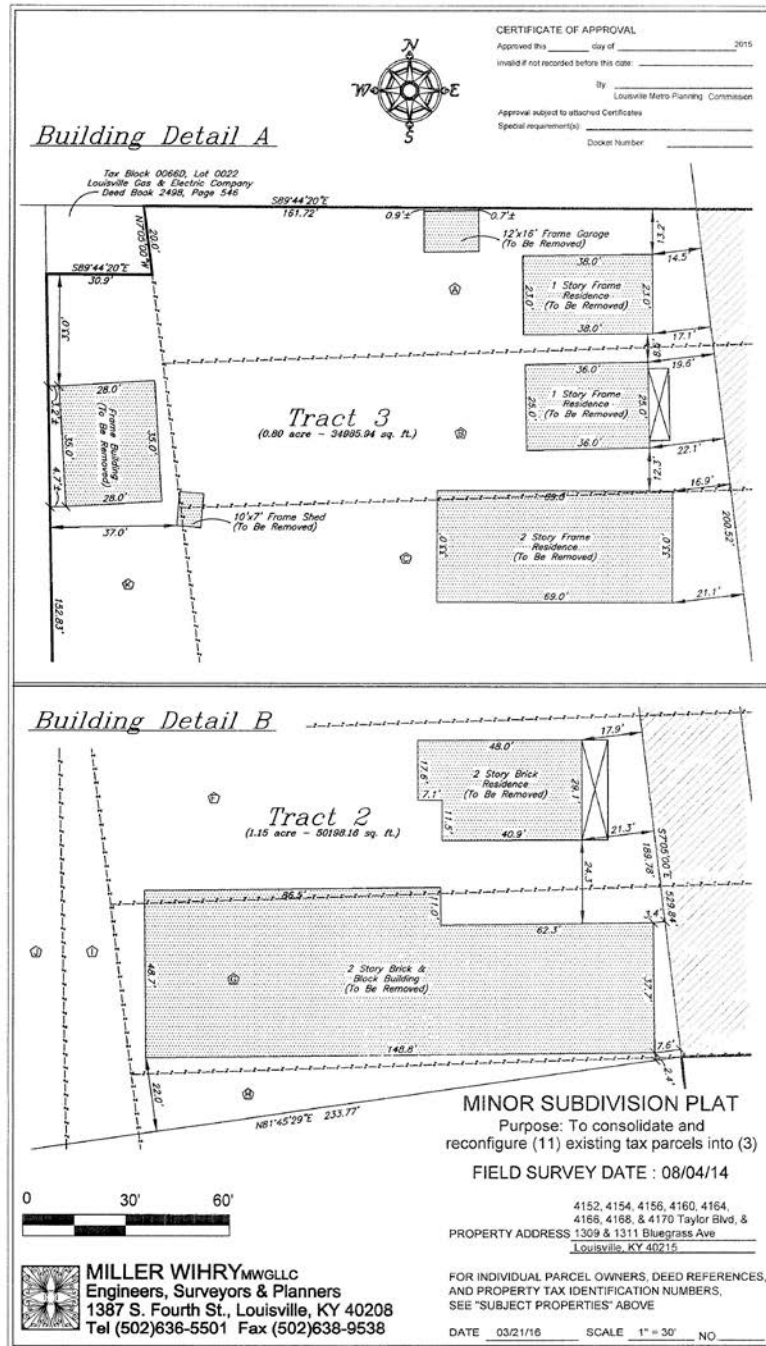 CERTIFICATE OF APPROVAL
Approved this day of 2015
Invalid if not recorded before this date:
By
Louisville Metro Planning Commission
Approval subject to attached Certificates
Special requirement(s):
Docket Number:
N
W E
S
Building Detail A
Tax Block 0066D, Lot 0022
Louisville Gas & Electric Company
Deed Book 2498, Page 546
S89°44'20"E
161.72'
0.9'±
0.7'±
N7°05'00"W
20.0'
12'x16' Frame Garage
(To Be Removed)
13.2'
14.5'
S89°44'20"E
30.9'
38.0'
A
23.0'
1 Story Frame
Residence
(To Be Removed)
23.0'
38.0'
17.1'
33.0'
19.6'
36.0'
28.0'
3.2'±
Frame Building
(To Be Removed)
35.0'
35.0'
4.7'±
28.0'
Tract 3
(0.80 acre - 34985.94 sq. ft.)
B
25.0'
1 Story Frame
Residence
(To Be Removed)
25.0'
36.0'
22.1'
12.3'
16.9'
69.0'
200.52'
10'x7' Frame Shed
(To Be Removed)
37.0'
33.0'
2 Story Frame
Residence
(To Be Removed)
33.0'
C
K
152.83'
69.0'
21.1'
Building Detail B
17.9'
48.0'
17.6'
2 Story Brick
Residence
(To Be Removed)
29.1'
7.1'
F
Tract 2
(1.15 acre - 50198.16 sq. ft.)
11.5'
40.9'
21.3'
S7°05'00"E
189.78'
529.84'
24.3'
86.5'
11.0'
62.3'
3.4'
J
I
48.7'
G
2 Story Brick &
Block Building
(To Be Removed)
37.7'
148.8'
7.6'
2.4'
22.0'
H
N81°45'29"E 233.77'
MINOR SUBDIVISION PLAT
Purpose: To consolidate and
reconfigure (11) existing tax parcels into (3)
FIELD SURVEY DATE : 08/04/14
0 30' 60'
4152, 4154, 4156, 4160, 4164,
4166, 4168, & 4170 Taylor Blvd, &
PROPERTY ADDRESS 1309 & 1311 Bluegrass Ave
Louisville, KY 40215
MILLER WIHRY MWGLLC
Engineers, Surveyors & Planners
1387 S. Fourth St., Louisville, KY 40208
Tel (502)636-5501 Fax (502)638-9538
FOR INDIVIDUAL PARCEL OWNERS, DEED REFERENCES,
AND PROPERTY TAX IDENTIFICATION NUMBERS,
SEE "SUBJECT PROPERTIES" ABOVE
DATE 03/21/16 SCALE 1" = 30' NO.